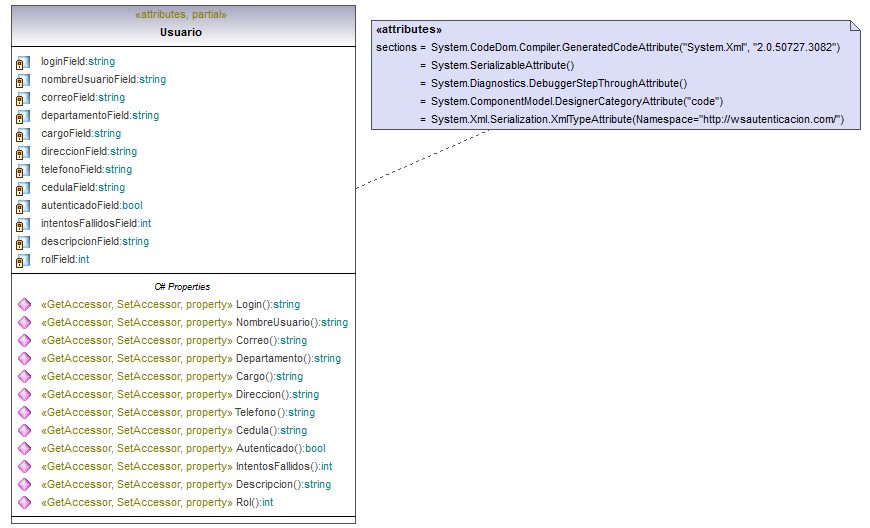 «attributes, partial»
Usuario
loginField:string
nombreUsuarioField:string
correoField:string
departamentoField:string
cargoField:string
direccionField:string
telefonoField:string
cedulaField:string
autenticadoField:bool
intentosFallidosField:int
descripcionField:string
rolField:int
C# Properties
«GetAccessor, SetAccessor, property» Login():string
«GetAccessor, SetAccessor, property» NombreUsuario():string
«GetAccessor, SetAccessor, property» Correo():string
«GetAccessor, SetAccessor, property» Departamento():string
«GetAccessor, SetAccessor, property» Cargo():string
«GetAccessor, SetAccessor, property» Direccion():string
«GetAccessor, SetAccessor, property» Telefono():string
«GetAccessor, SetAccessor, property» Cedula():string
«GetAccessor, SetAccessor, property» Autenticado():bool
«GetAccessor, SetAccessor, property» IntentosFallidos():int
«GetAccessor, SetAccessor, property» Descripcion():string
«GetAccessor, SetAccessor, property» Rol():int
«attributes»
sections = System.CodeDom.Compiler.GeneratedCodeAttribute("System.Xml", "2.0.50727.3082")
= System.SerializableAttribute()
= System.Diagnostics.DebuggerStepThroughAttribute()
= System.ComponentModel.DesignerCategoryAttribute("code")
= System.Xml.Serialization.XmlTypeAttribute(Namespace="http://wsautenticacion.com/")